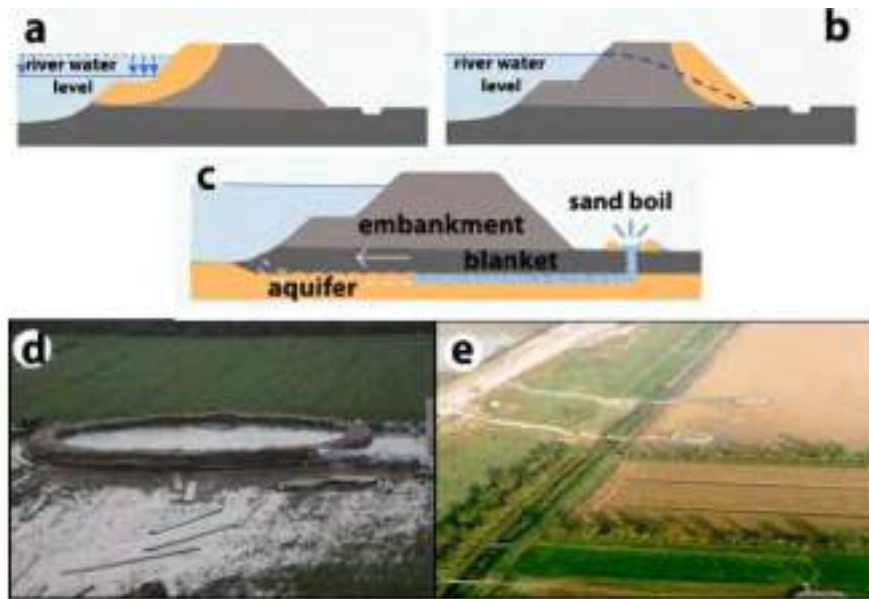 a
river water
level
b
river water
level
c
sand boil
embankment
blanket
aquifer
d
e